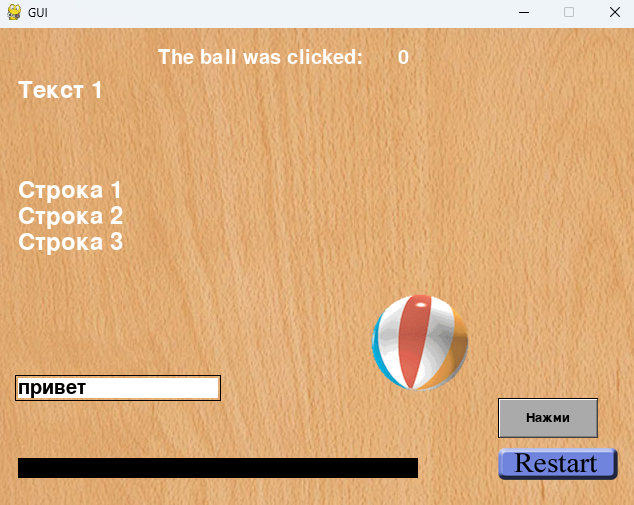 GUI
The ball was clicked: 0
Текст 1
Строка 1
Строка 2
Строка 3
привет
Нажми
Restart